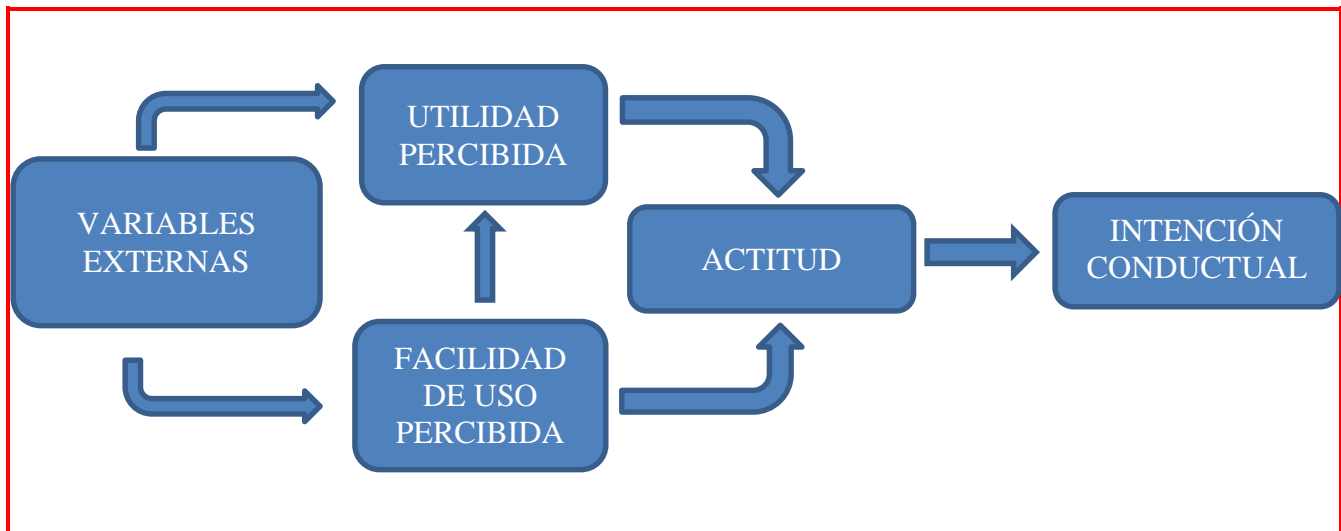 UTILIDAD
PERCIBIDA
VARIABLES
EXTERNAS
ACTITUD
INTENCIÓN
CONDUCTUAL
FACILIDAD
DE USO
PERCIBIDA